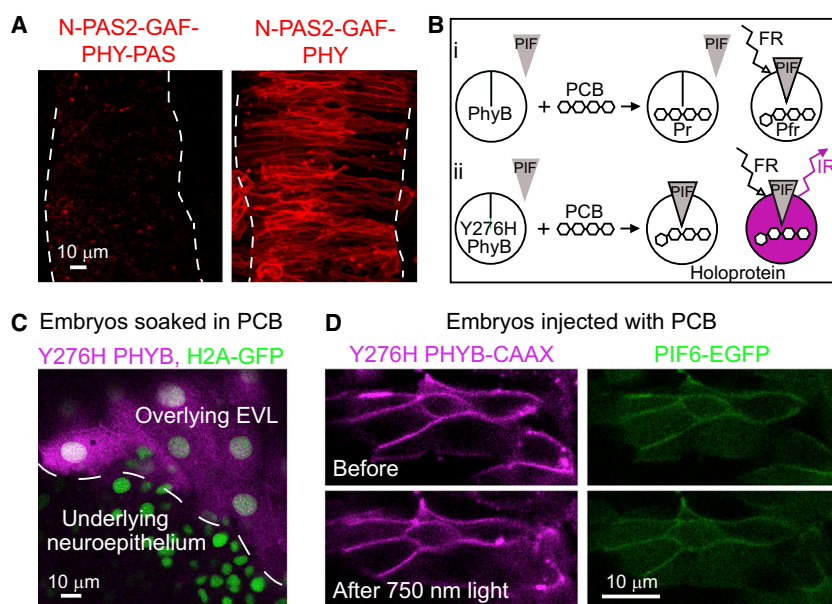 A
N-PAS2-GAF-
PHY-PAS
N-PAS2-GAF-
PHY
10 μm
B
i
PIF
PhyB
+
PCB
Pr
PIF
FR
PIF
Pfr
ii
PIF
Y276H
PhyB
+
PCB
PIF
FR
IR
PIF
Holoprotein
C Embryos soaked in PCB
Y276H PHYB, H2A-GFP
Overlying EVL
Underlying
neuroepithelium
10 μm
D Embryos injected with PCB
Y276H PHYB-CAAX
PIF6-EGFP
Before
After 750 nm light
10 μm